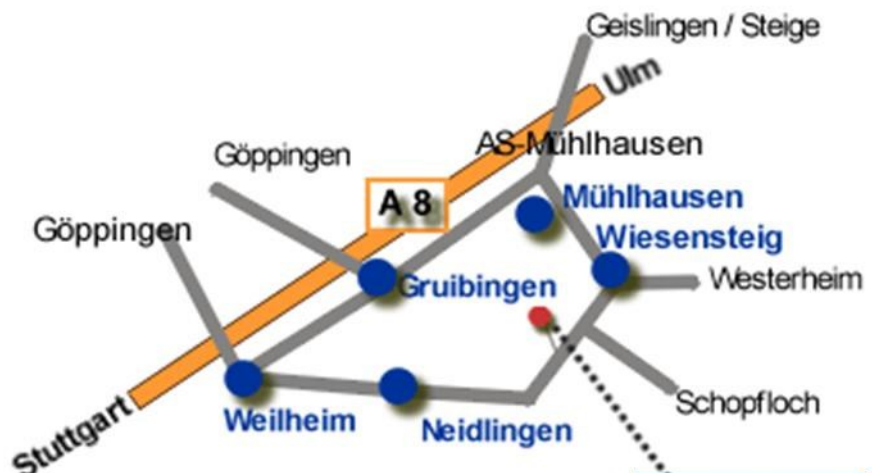 Geislingen / Steige
Ulm
AS-Mühlhausen
Göppingen
A 8
Mühlhausen
Göppingen
Wiesensteig
Westerheim
Gruibingen
Schopfloch
Weilheim
Neidlingen
Stuttgart